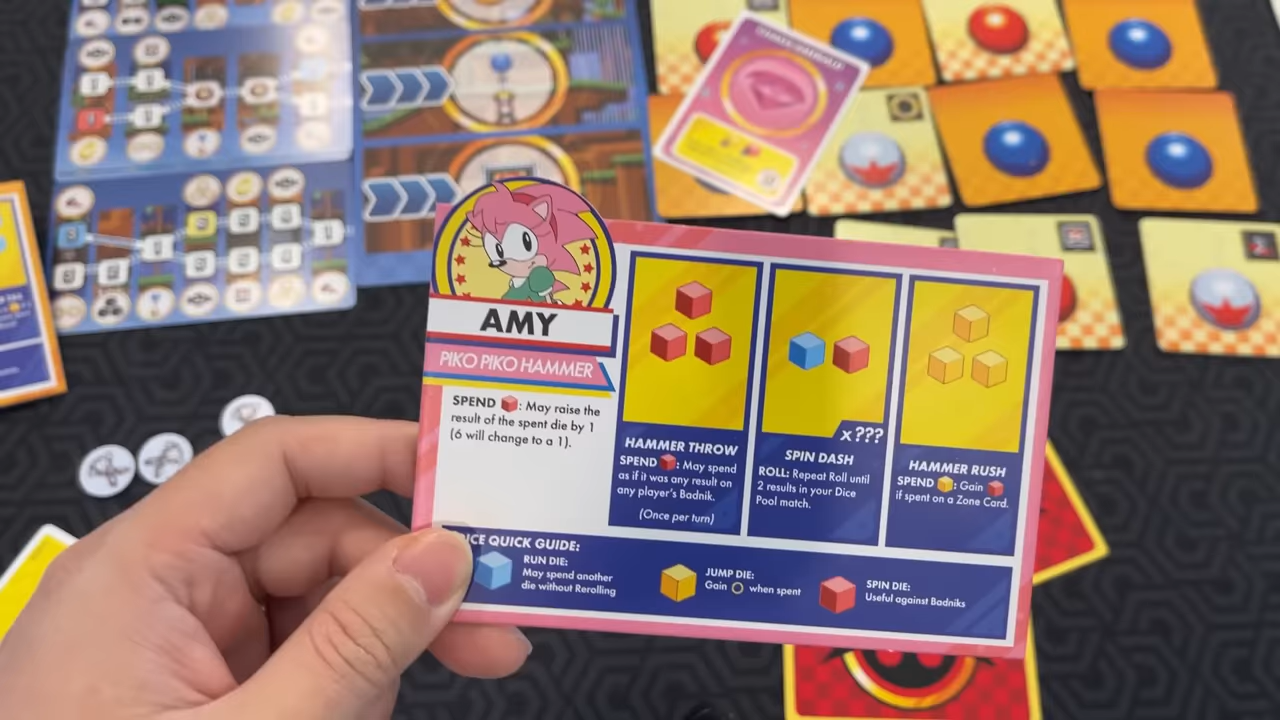 AMY
PIKO PIKO HAMMER
SPEND : May raise the
result of the spent die by 1
(6 will change to a 1).
HAMMER THROW
SPEND : May spend
as if it was any result on
any player's Badnik.
(Once per turn)
x ???
SPIN DASH
ROLL: Repeat Roll until
2 results in your Dice
Pool match.
HAMMER RUSH
SPEND : Gain
if spent on a Zone Card.
QUICK GUIDE:
RUN DIE:
May spend another
die without Rerolling
JUMP DIE:
Gain when spent
SPIN DIE:
Useful against Badniks